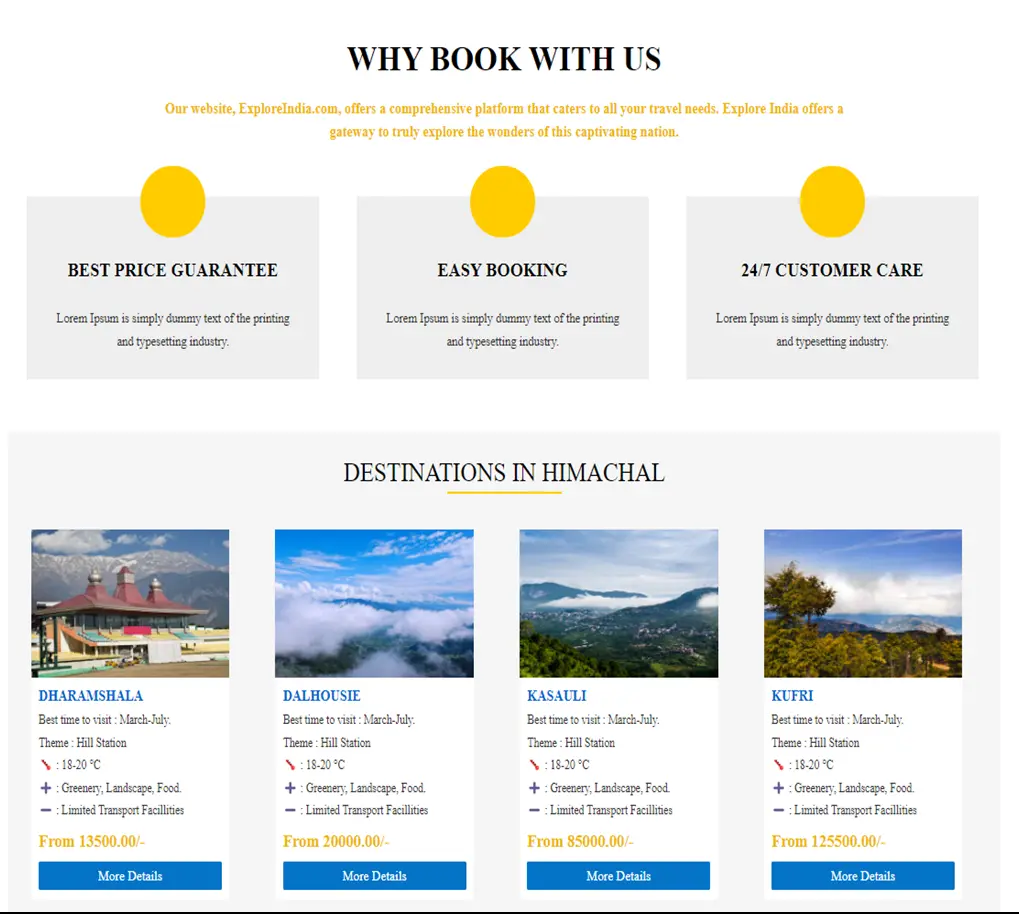 WHY BOOK WITH US
Our website, ExploreIndia.com, offers a comprehensive platform that caters to all your travel needs. Explore India offers a
gateway to truly explore the wonders of this captivating nation.
BEST PRICE GUARANTEE
Lorem Ipsum is simply dummy text of the printing
and typesetting industry.
EASY BOOKING
Lorem Ipsum is simply dummy text of the printing
and typesetting industry.
24/7 CUSTOMER CARE
Lorem Ipsum is simply dummy text of the printing
and typesetting industry.
DESTINATIONS IN HIMACHAL
DHARAMSHALA
Best time to visit : March-July.
Theme : Hill Station
: 18-20 °C
: Greenery, Landscape, Food.
: Limited Transport Facillities
From 13500.00/-
More Details
DALHOUSIE
Best time to visit : March-July.
Theme : Hill Station
: 18-20 °C
: Greenery, Landscape, Food.
: Limited Transport Facillities
From 20000.00/-
More Details
KASAULI
Best time to visit : March-July.
Theme : Hill Station
: 18-20 °C
: Greenery, Landscape, Food.
: Limited Transport Facillities
From 85000.00/-
More Details
KUFRI
Best time to visit : March-July.
Theme : Hill Station
: 18-20 °C
: Greenery, Landscape, Food.
: Limited Transport Facillities
From 125500.00/-
More Details